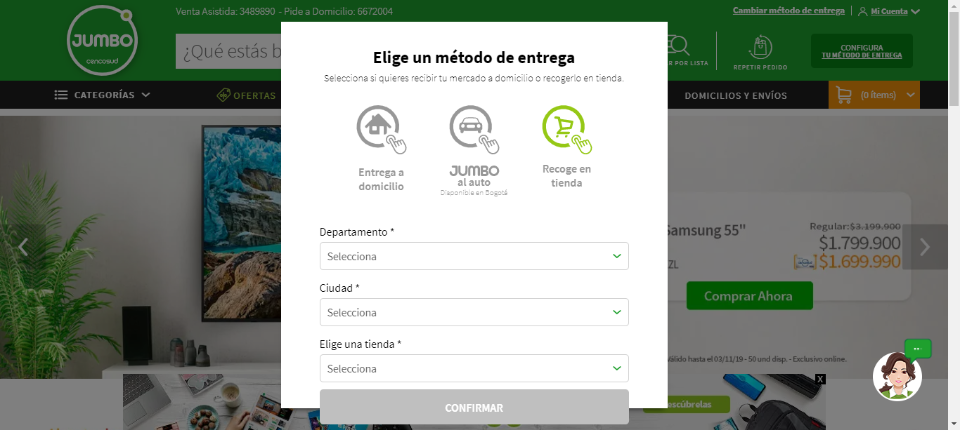 Venta Asistida: 3489890 - Pide a Domicilio: 6672004
Cambiar método de entrega
Mi Cuenta
JUMBO
cencosud
¿Qué estás b
R POR LISTA
REPETIR PEDIDO
CONFIGURA
TU MÉTODO DE ENTREGA
CATEGORÍAS
OFERTAS
DOMICILIOS Y ENVÍOS
(0 ítems)
Elige un método de entrega
Selecciona si quieres recibir tu mercado a domicilio o recogerlo en tienda.
Entrega a
domicilio
JUMBO
al auto
Disponible en Bogotá
Recoge en
tienda
Departamento *
Selecciona
Ciudad *
Selecciona
Elige una tienda *
Selecciona
CONFIRMAR
Samsung 55"
Regular: $3.199.900
$1.799.900
ZL
$1.699.990
Comprar Ahora
Válido hasta el 03/11/19 - 50 und disp. - Exclusivo online.
X
escúbrelas